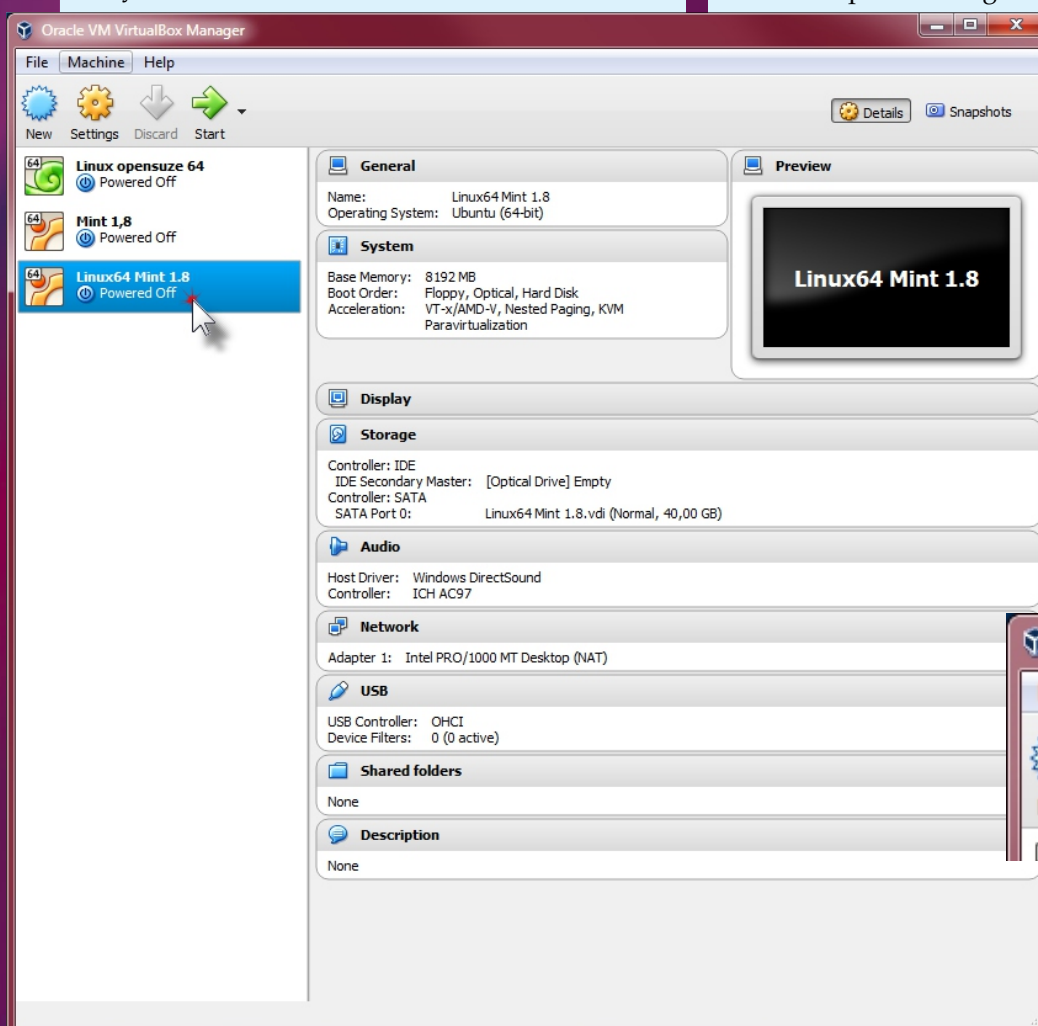 Oracle VM VirtualBox Manager
File Machine Help
New Settings Discard Start
Details Snapshots
64 Linux opensuze 64
Powered Off
64 Mint 1,8
Powered Off
64 Linux64 Mint 1.8
Powered Off
General
Name: Linux64 Mint 1.8
Operating System: Ubuntu (64-bit)
System
Base Memory: 8192 MB
Boot Order: Floppy, Optical, Hard Disk
Acceleration: VT-x/AMD-V, Nested Paging, KVM
Paravirtualization
Preview
Linux64 Mint 1.8
Display
Storage
Controller: IDE
IDE Secondary Master: [Optical Drive] Empty
Controller: SATA
SATA Port 0: Linux64 Mint 1.8.vdi (Normal, 40,00 GB)
Audio
Host Driver: Windows DirectSound
Controller: ICH AC97
Network
Adapter 1: Intel PRO/1000 MT Desktop (NAT)
USB
USB Controller: OHCI
Device Filters: 0 (0 active)
Shared folders
None
Description
None